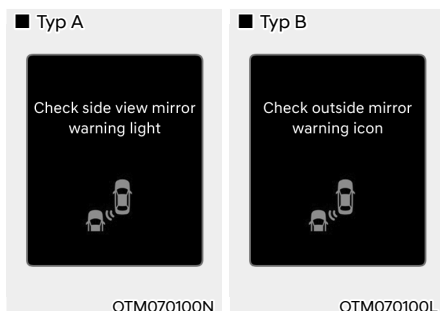 ■ Typ A
Check side view mirror
warning light
OTM070100N
■ Typ B
Check outside mirror
warning icon
OTM070100L